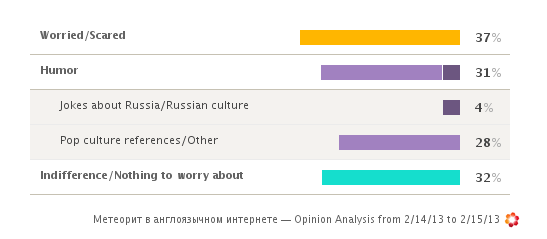 Worried/Scared 37%
Humor 31%
Jokes about Russia/Russian culture 4%
Pop culture references/Other 28%
Indifference/Nothing to worry about 32%
Метеорит в англоязычном интернете — Opinion Analysis from 2/14/13 to 2/15/13